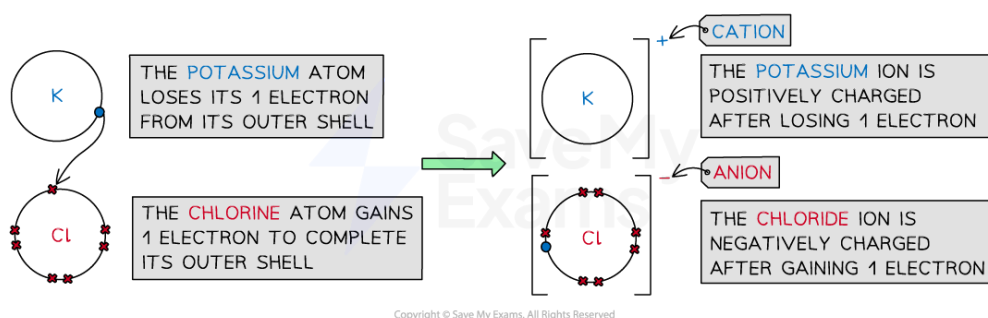 K
THE POTASSIUM ATOM
LOSES ITS 1 ELECTRON
FROM ITS OUTER SHELL
Cl
THE CHLORINE ATOM GAINS
1 ELECTRON TO COMPLETE
ITS OUTER SHELL
K
+
CATION
THE POTASSIUM ION IS
POSITIVELY CHARGED
AFTER LOSING 1 ELECTRON
Cl
−
ANION
THE CHLORIDE ION IS
NEGATIVELY CHARGED
AFTER GAINING 1 ELECTRON
SaveMy
Exams
Copyright © Save My Exams. All Rights Reserved